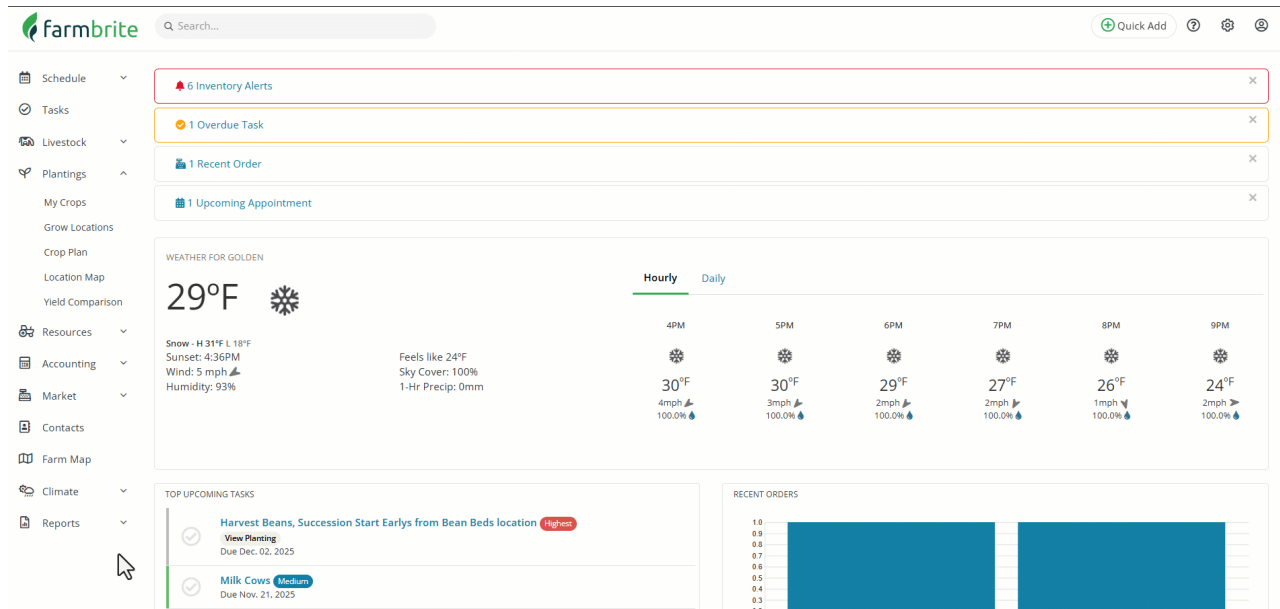 farmbrite
Search...
Quick Add
Schedule
Tasks
Livestock
Plantings
My Crops
Grow Locations
Crop Plan
Location Map
Yield Comparison
Resources
Accounting
Market
Contacts
Farm Map
Climate
Reports
6 Inventory Alerts
1 Overdue Task
1 Recent Order
1 Upcoming Appointment
WEATHER FOR GOLDEN
29°F
Snow - H 31°F L 18°F
Sunset: 4:36PM
Wind: 5 mph
Humidity: 93%
Feels like 24°F
Sky Cover: 100%
1-Hr Precip: 0mm
Hourly Daily
4PM 5PM 6PM 7PM 8PM 9PM
30°F 30°F 29°F 27°F 26°F 24°F
4mph 3mph 2mph 2mph 1mph 2mph
100.0% 100.0% 100.0% 100.0% 100.0% 100.0%
TOP UPCOMING TASKS
Harvest Beans, Succession Start Earlys from Bean Beds location Highest
View Planting
Due Dec. 02, 2025
Milk Cows Medium
Due Nov. 21, 2025
RECENT ORDERS
1.0
0.9
0.8
0.7
0.6
0.5
0.4
0.3